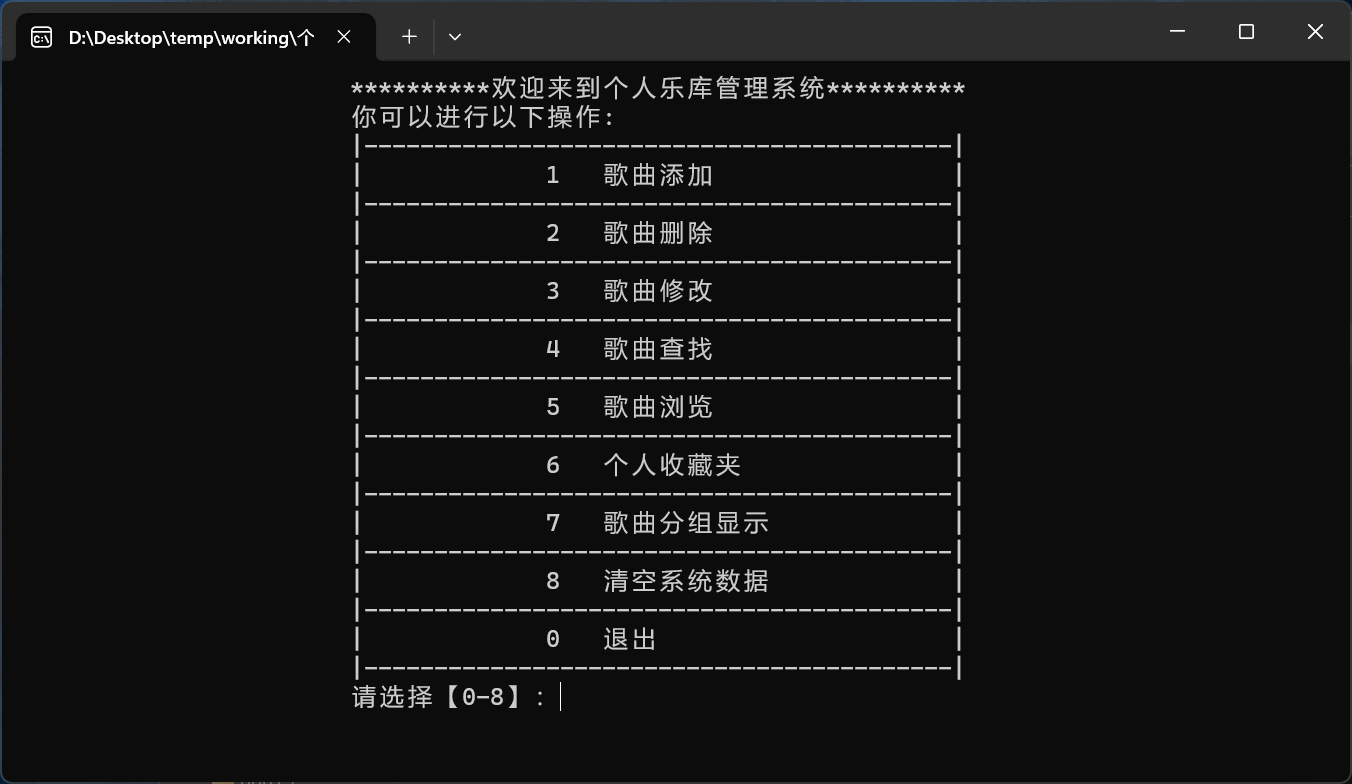 D:\Desktop\temp\working\个
**********欢迎来到个人乐库管理系统**********
你可以进行以下操作:
|------------------------------------------|
| 1 歌曲添加 |
|------------------------------------------|
| 2 歌曲删除 |
|------------------------------------------|
| 3 歌曲修改 |
|------------------------------------------|
| 4 歌曲查找 |
|------------------------------------------|
| 5 歌曲浏览 |
|------------------------------------------|
| 6 个人收藏夹 |
|------------------------------------------|
| 7 歌曲分组显示 |
|------------------------------------------|
| 8 清空系统数据 |
|------------------------------------------|
| 0 退出 |
|------------------------------------------|
请选择【0-8】: